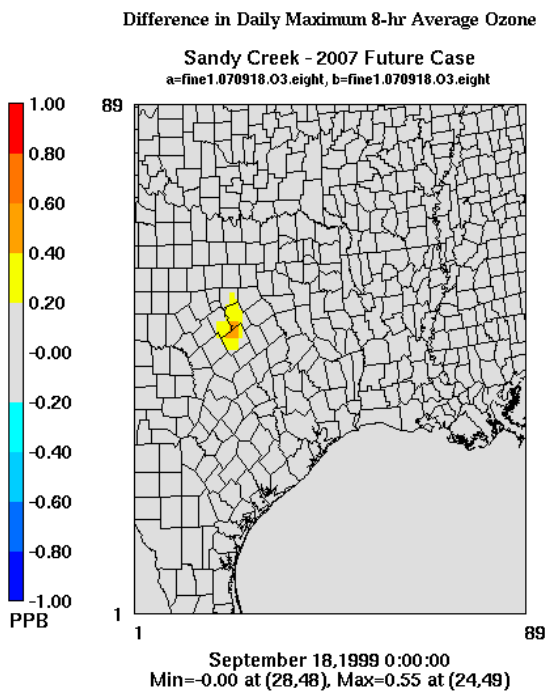 Difference in Daily Maximum 8-hr Average Ozone
Sandy Creek - 2007 Future Case
a=fine1.070918.O3.eight, b=fine1.070918.O3.eight
1.00
0.80
0.60
0.40
0.20
-0.00
-0.20
-0.40
-0.60
-0.80
-1.00
PPB
89
1
1
89
September 18,1999 0:00:00
Min=-0.00 at (28,48), Max=0.55 at (24,49)